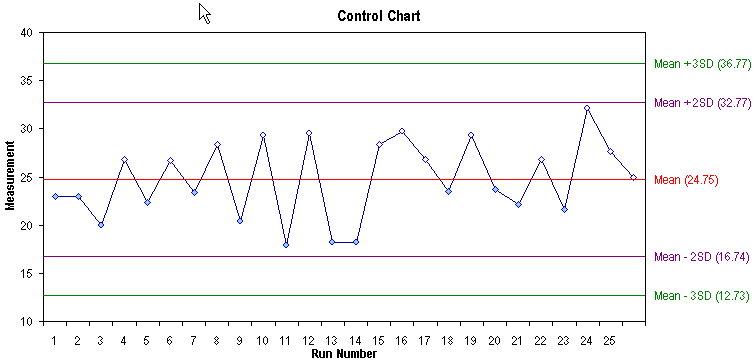 Control Chart
40
Mean +3SD (36.77)
35
Mean +2SD (32.77)
30
Measurement
25
Mean (24.75)
20
Mean - 2SD (16.74)
15
Mean - 3SD (12.73)
10
1 2 3 4 5 6 7 8 9 10 11 12 13 14 15 16 17 18 19 20 21 22 23 24 25
Run Number